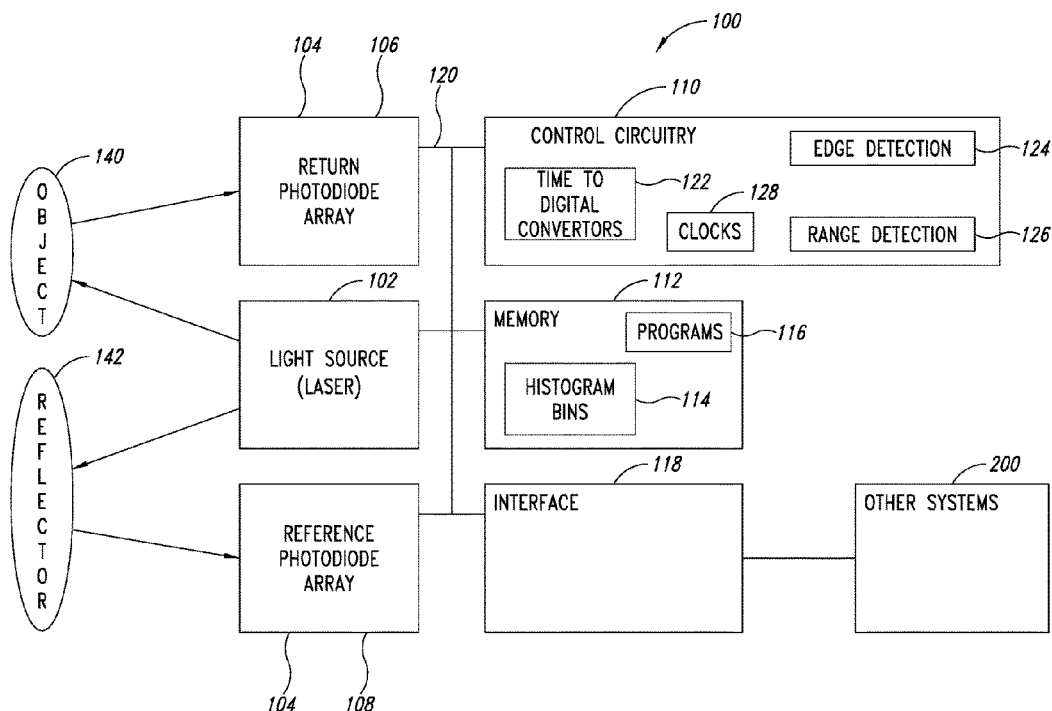 100
104
106
120
110
140
RETURN
PHOTODIODE
ARRAY
CONTROL CIRCUITRY
EDGE DETECTION
124
122
TIME TO
DIGITAL
CONVERTORS
128
CLOCKS
RANGE DETECTION
126
OBJECT
102
112
142
LIGHT SOURCE
(LASER)
MEMORY
PROGRAMS
116
HISTOGRAM
BINS
114
REFLECTOR
118
200
REFERENCE
PHOTODIODE
ARRAY
INTERFACE
OTHER SYSTEMS
104
108